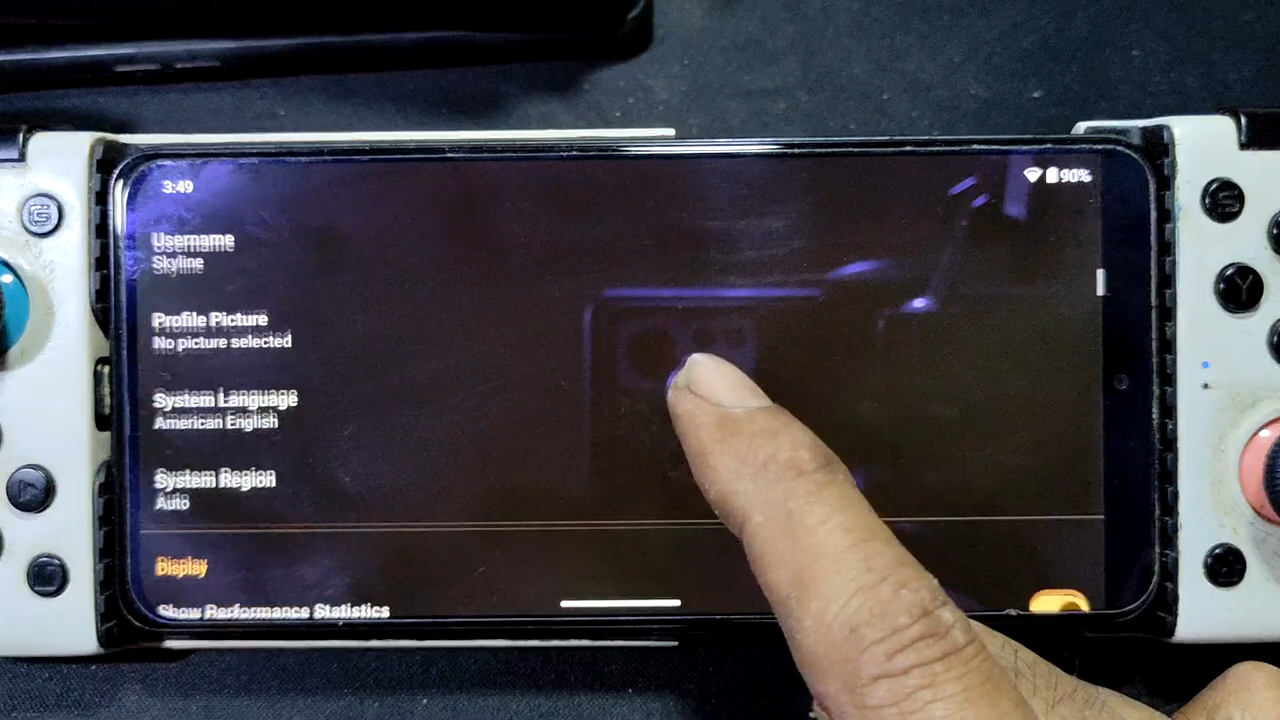 3:49
90%
Username
Skyline
Profile Picture
No picture selected
System Language
American English
System Region
Auto
Display
Show Performance Statistics
S
Y